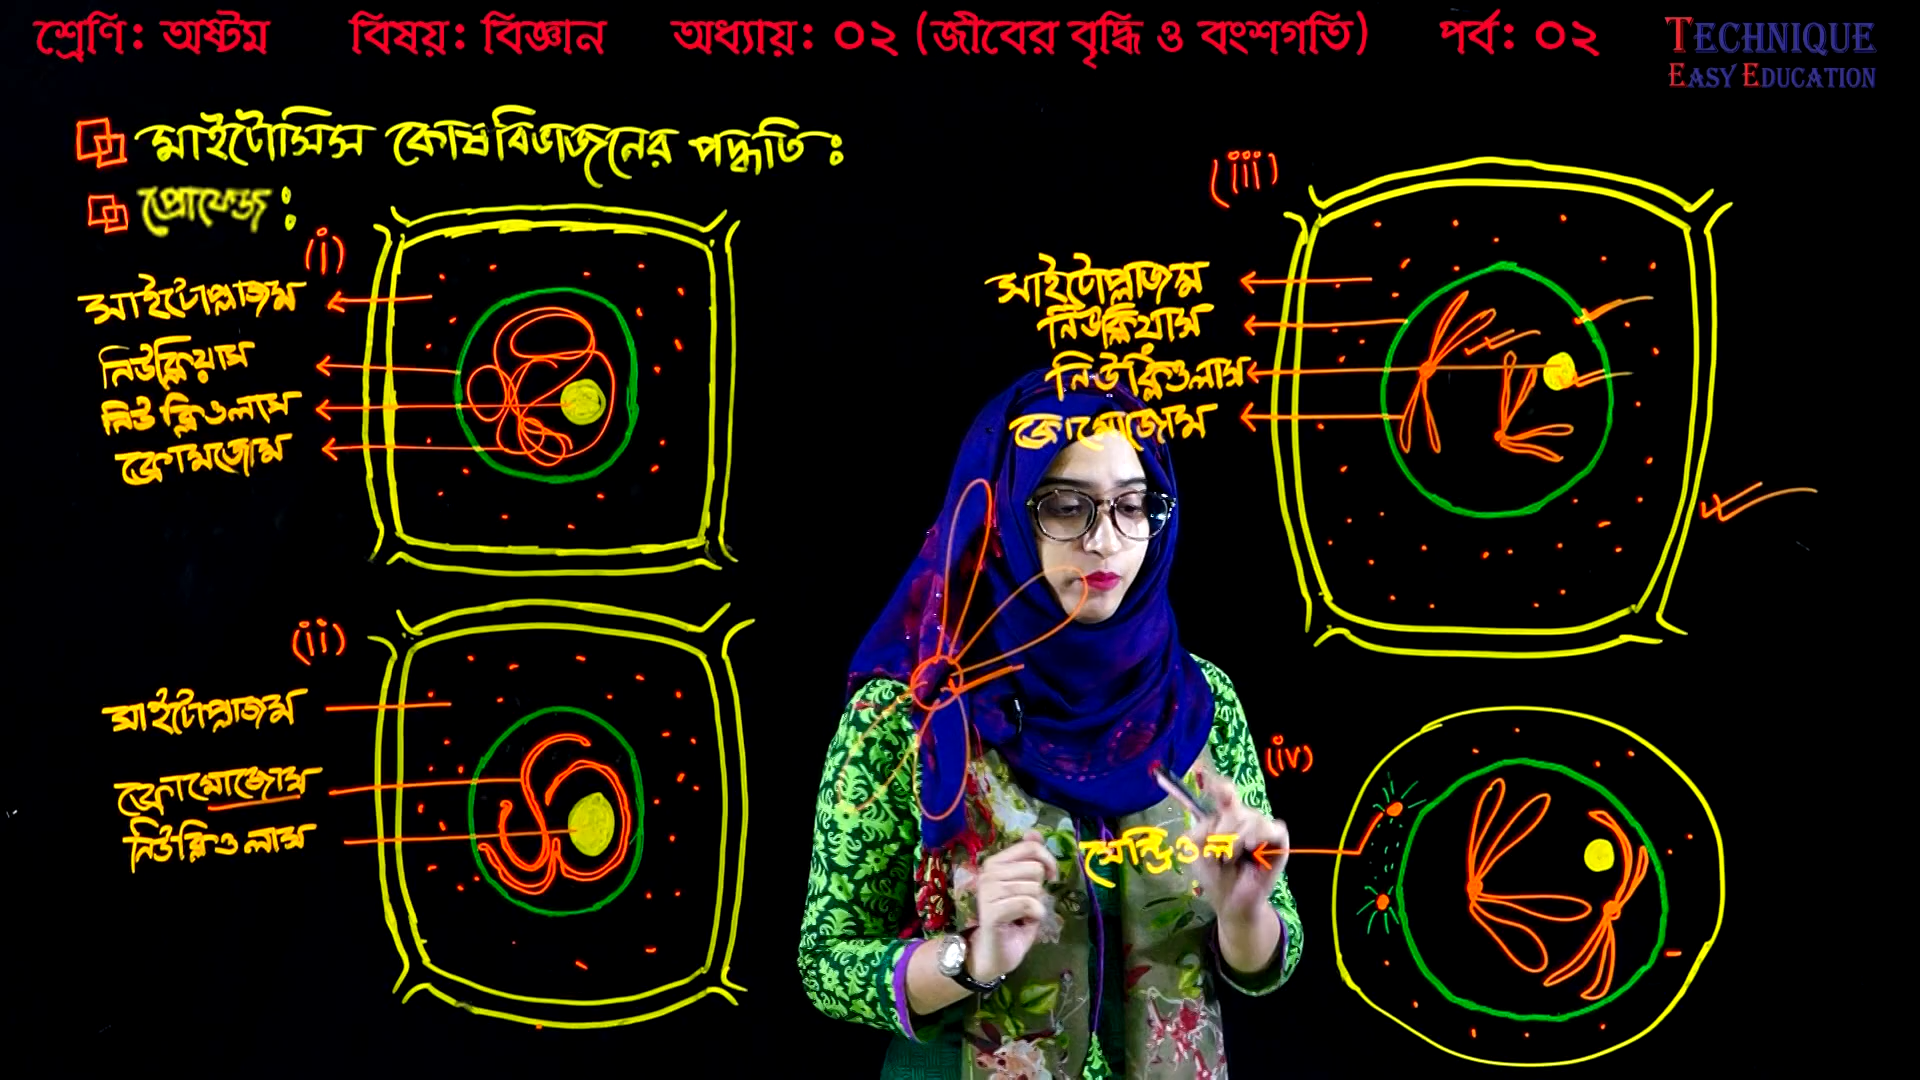 শ্রেণি: অষ্টম বিষয়: বিজ্ঞান অধ্যায়: ০২ (জীবের বৃদ্ধি ও বংশগতি) পর্ব: ০২
TECHNIQUE
EASY EDUCATION
মাইটোসিস কোষবিভাজনের পদ্ধতি:
প্রোফেজ:
(i)
সাইটোপ্লাজম
নিউক্লিয়াস
নিউক্লিওলাস
ক্রোমজোম
(ii)
সাইটোপ্লাজম
ক্রোমোজোম
নিউক্লিওলাস
(iii)
সাইটোপ্লাজম
নিউক্লিয়াস
নিউক্লিওলাস
ক্রোমোজোম
(iv)
সেন্ট্রিওল